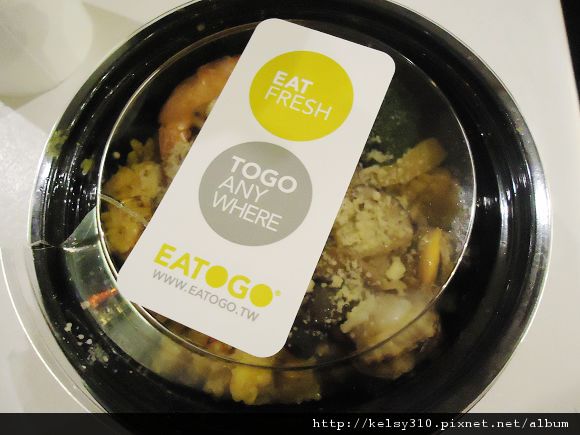 EAT
FRESH
TOGO
ANY
WHERE
EATOGO®
WWW.EATOGO.TW
http://kelsy310.pixnet.net/album